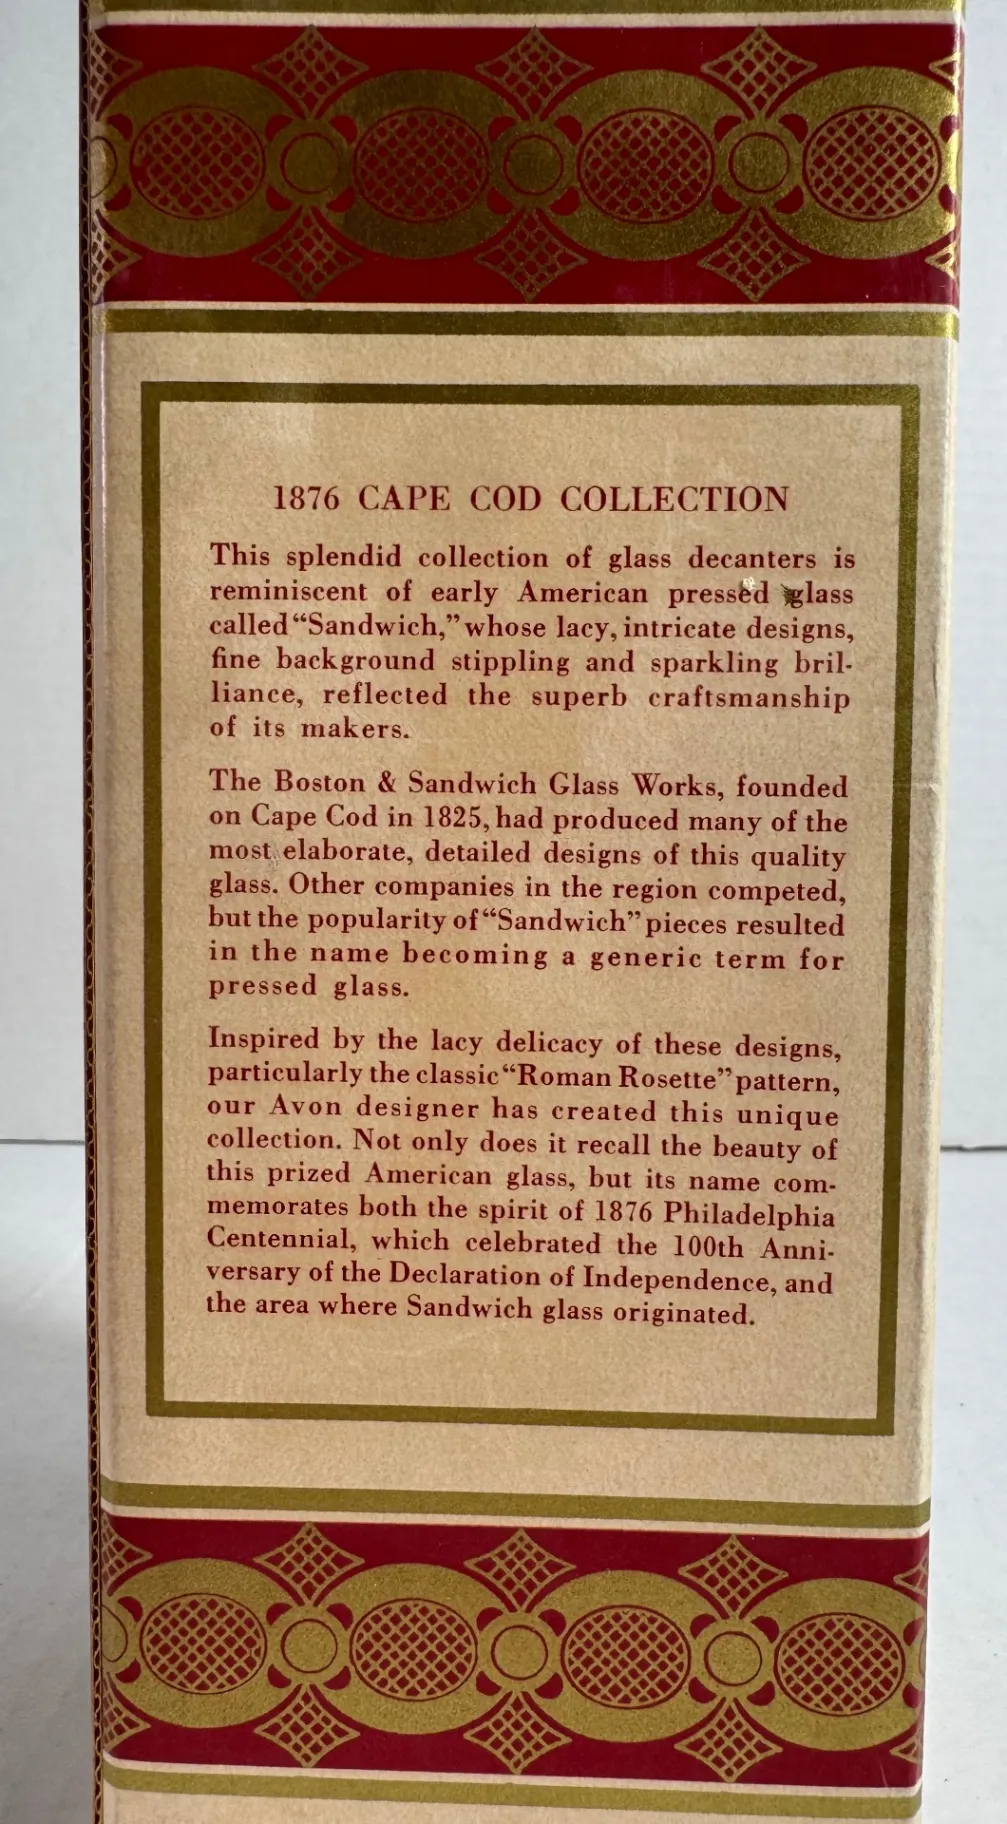 1876 CAPE COD COLLECTION
This splendid collection of glass decanters is
reminiscent of early American pressed glass
called “Sandwich,” whose lacy, intricate designs,
fine background stippling and sparkling bril-
liance, reflected the superb craftsmanship
of its makers.
The Boston & Sandwich Glass Works, founded
on Cape Cod in 1825, had produced many of the
most elaborate, detailed designs of this quality
glass. Other companies in the region competed,
but the popularity of “Sandwich” pieces resulted
in the name becoming a generic term for
pressed glass.
Inspired by the lacy delicacy of these designs,
particularly the classic “Roman Rosette” pattern,
our Avon designer has created this unique
collection. Not only does it recall the beauty of
this prized American glass, but its name com-
memorates both the spirit of 1876 Philadelphia
Centennial, which celebrated the 100th Anni-
versary of the Declaration of Independence, and
the area where Sandwich glass originated.